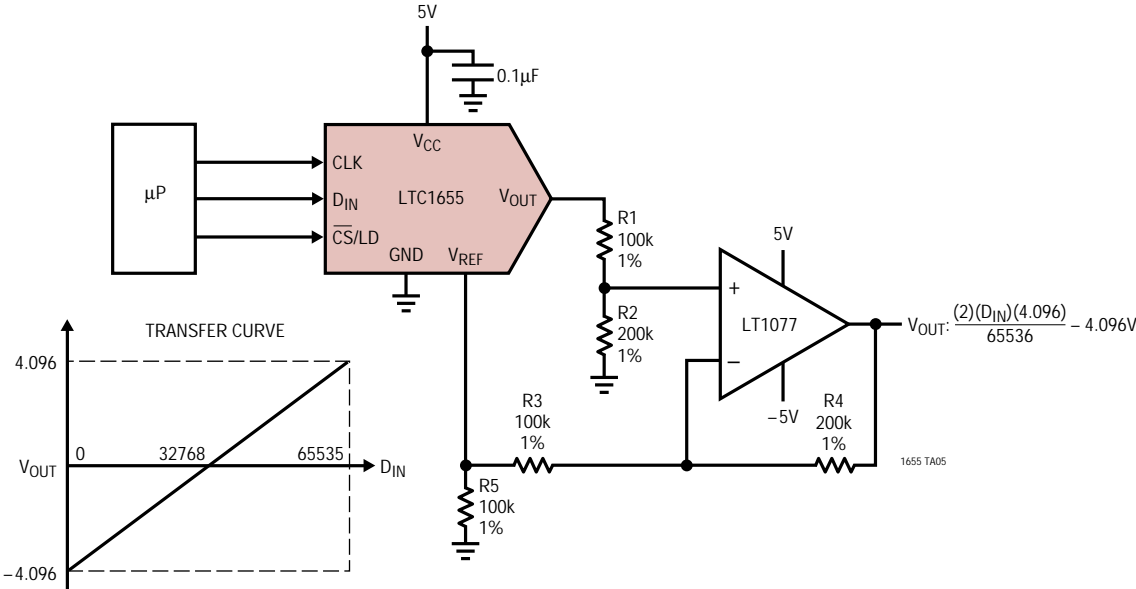 5V
0.1µF
µP
CLK
DIN
CS/LD
VCC
LTC1655
VOUT
GND
VREF
R1
100k
1%
R2
200k
1%
5V
+
LT1077
−
−5V
VOUT: (2)(DIN)(4.096)
65536
− 4.096V
R3
100k
1%
R4
200k
1%
R5
100k
1%
1655 TA05
TRANSFER CURVE
4.096
0
32768
65535
VOUT
DIN
−4.096